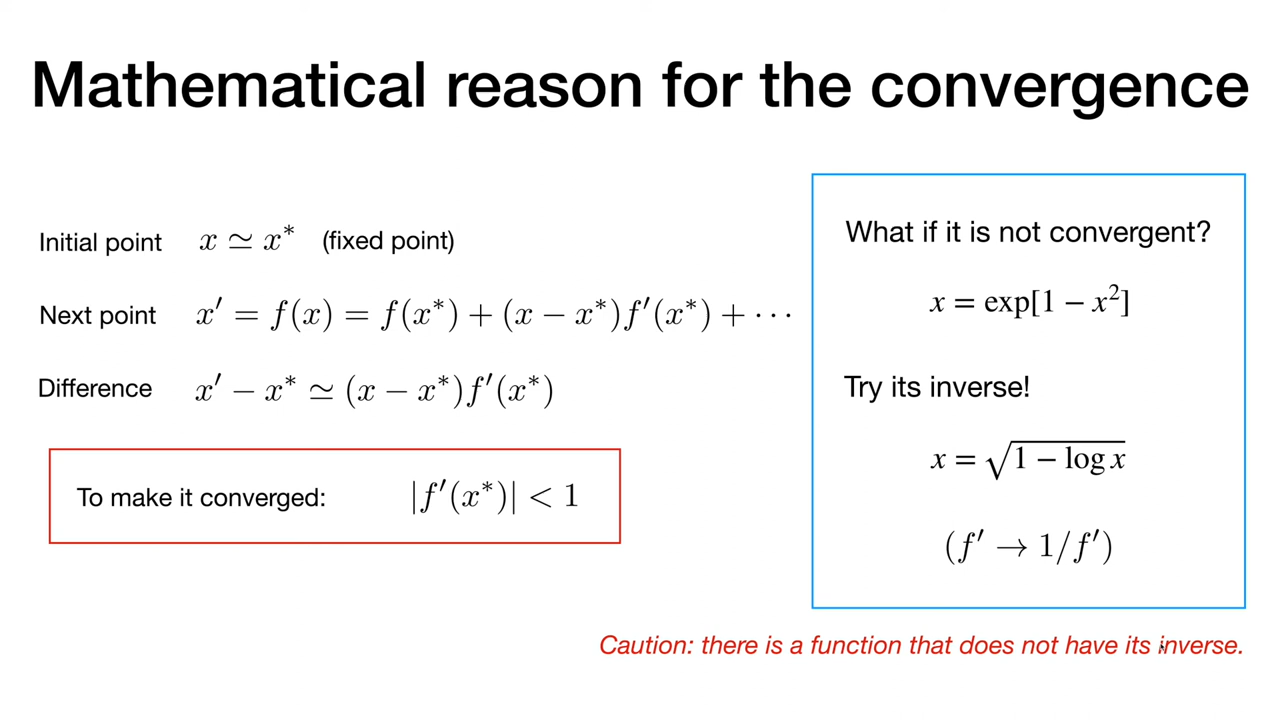 Mathematical reason for the convergence
Initial point x ≃ x* (fixed point)
Next point x′ = f(x) = f(x*) + (x − x*)f′(x*) + ⋯
Difference x′ − x* ≃ (x − x*)f′(x*)
To make it converged: |f′(x*)| < 1
What if it is not convergent?
x = exp[1 − x²]
Try its inverse!
x = √(1 − log x)
(f′ → 1/f′)
Caution: there is a function that does not have its inverse.